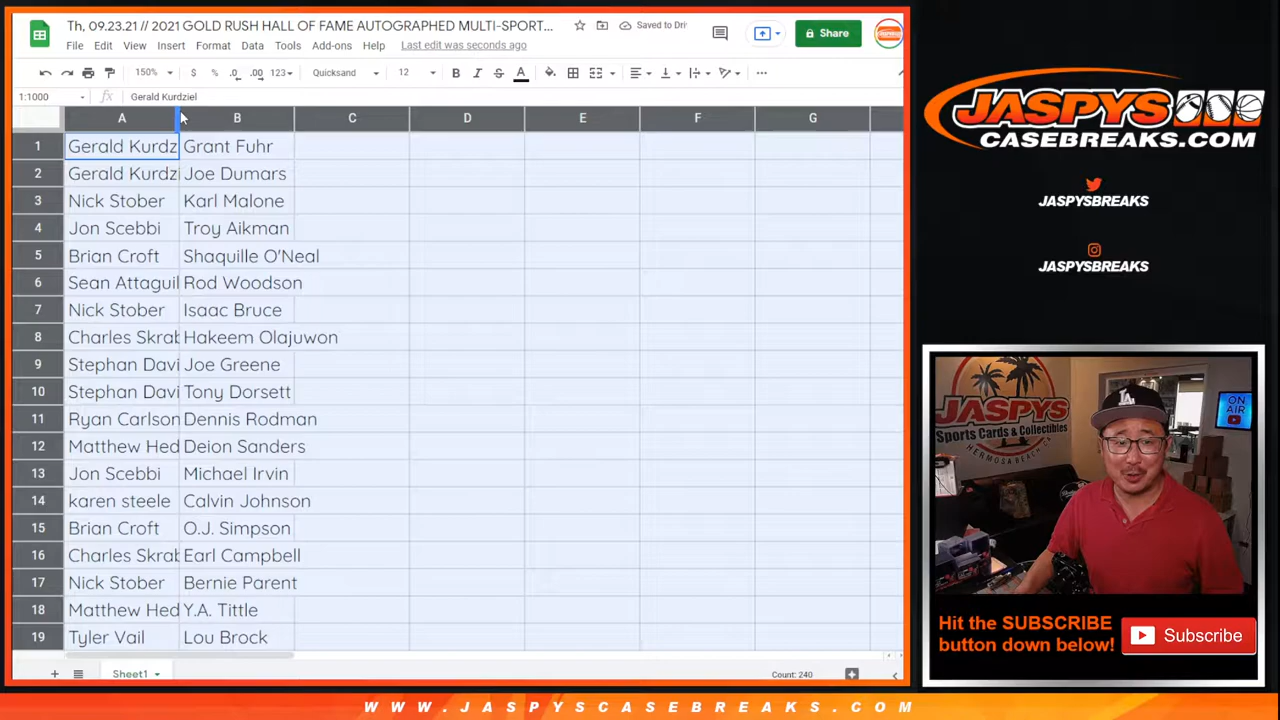 Th, 09.23.21 // 2021 GOLD RUSH HALL OF FAME AUTOGRAPHED MULTI-SPORT...
Saved to Dri
Share
File Edit View Insert Format Data Tools Add-ons Help Last edit was seconds ago
150% $ % .0 .00 123 Quicksand 12 B I S A
1:1000 fx Gerald Kurdziel
A B C D E F G
1 Gerald Kurdz Grant Fuhr
2 Gerald Kurdzi Joe Dumars
3 Nick Stober Karl Malone
4 Jon Scebbi Troy Aikman
5 Brian Croft Shaquille O'Neal
6 Sean Attaguil Rod Woodson
7 Nick Stober Isaac Bruce
8 Charles Skrab Hakeem Olajuwon
9 Stephan Davi Joe Greene
10 Stephan Davi Tony Dorsett
11 Ryan Carlson Dennis Rodman
12 Matthew Hed Deion Sanders
13 Jon Scebbi Michael Irvin
14 karen steele Calvin Johnson
15 Brian Croft O.J. Simpson
16 Charles Skrab Earl Campbell
17 Nick Stober Bernie Parent
18 Matthew Hed Y.A. Tittle
19 Tyler Vail Lou Brock
Sheet1
Count: 240
JASPYS
CASEBREAKS.COM
JASPYSBREAKS
JASPYSBREAKS
JASPYS
Sports Cards & Collectibles
HERMOSA BEACH, CA
LA
ON
AIR
Hit the SUBSCRIBE
button down below!
Subscribe
WWW.JASPYSCASEBREAKS.COM